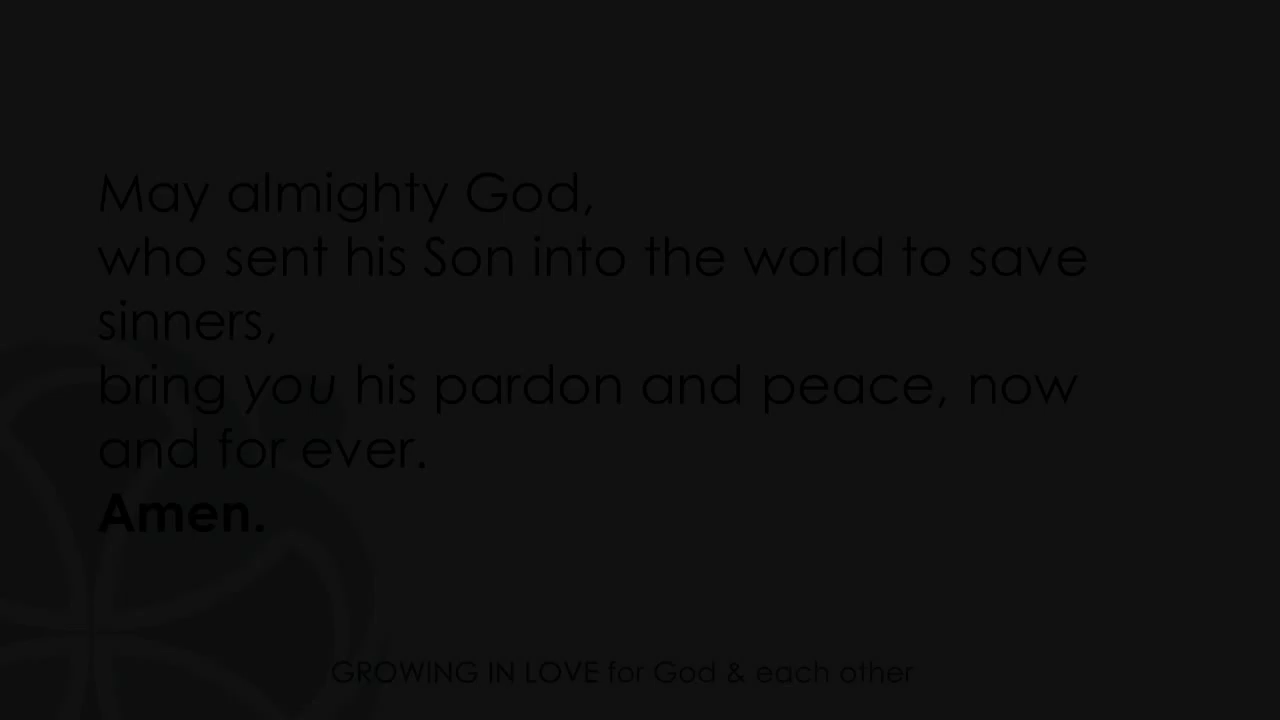 May almighty God,
who sent his Son into the world to save
sinners,
bring you his pardon and peace, now
and for ever.
Amen.
GROWING IN LOVE for God & each other